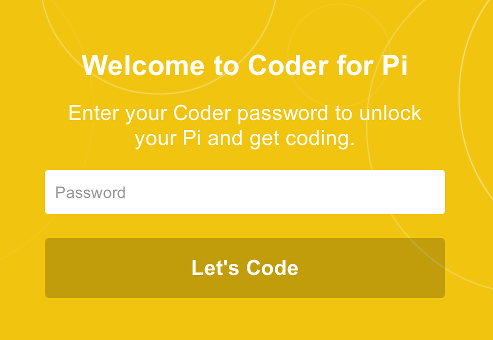 Welcome to Coder for Pi
Enter your Coder password to unlock
your Pi and get coding.
Password
Let's Code